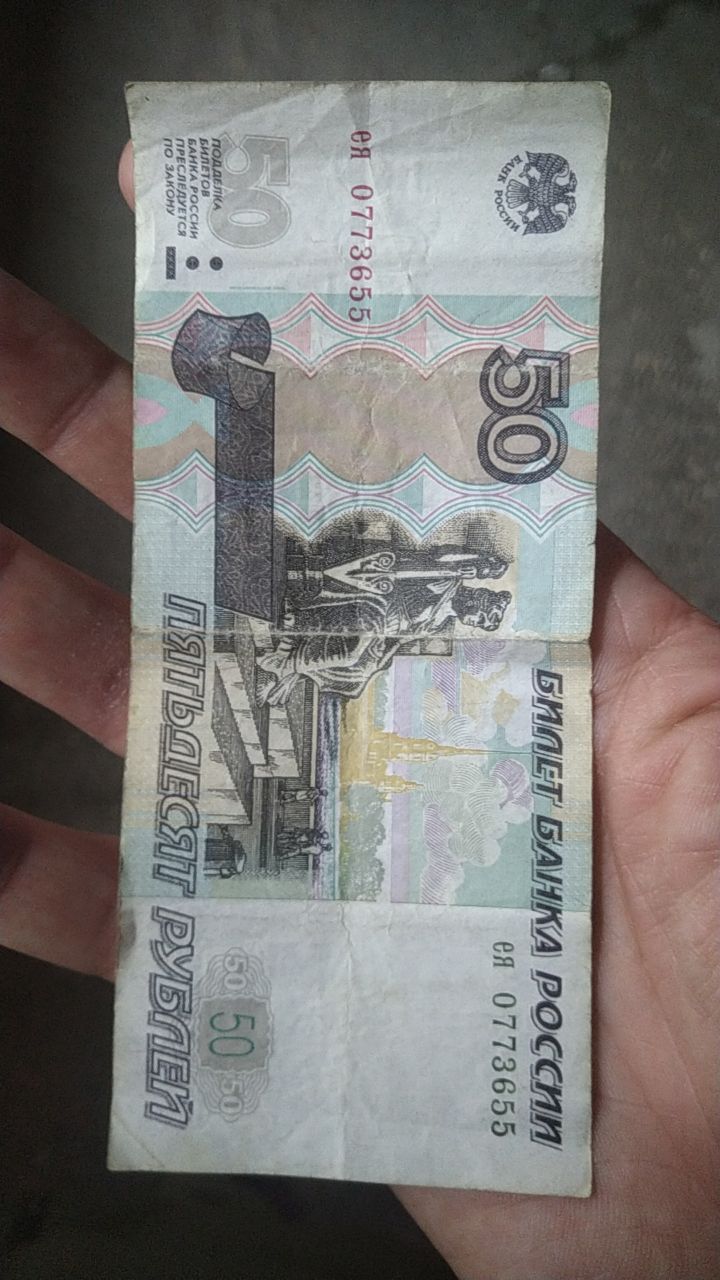 БАНК РОССИИ
50
БИЛЕТ БАНКА РОССИИ
ея 0773655
ея 0773655
50
ПОДДЕЛКА
БИЛЕТОВ
БАНКА РОССИИ
ПРЕСЛЕДУЕТСЯ
ПО ЗАКОНУ
50 50 50
ПЯТЬДЕСЯТ РУБЛЕЙ